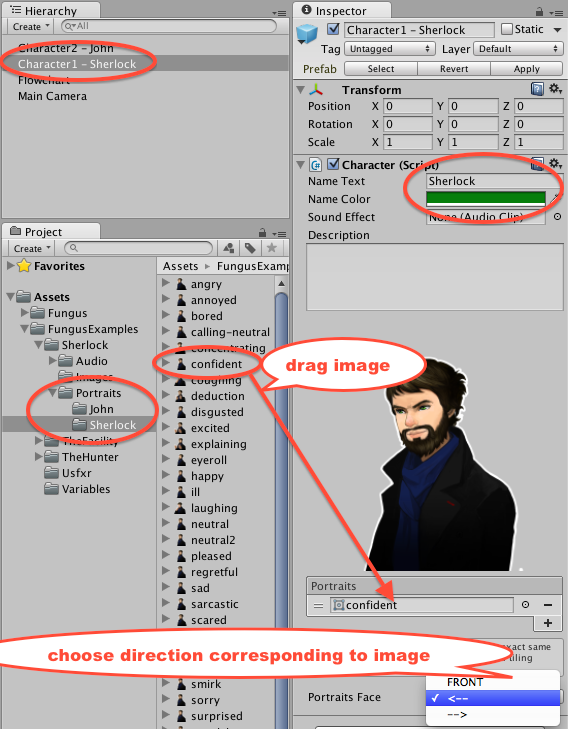 Hierarchy
Create
All
Character2 – John
Character1 – Sherlock
Flowchart
Main Camera
Project
Create
Favorites
Assets
Fungus
FungusExamples
Sherlock
Audio
Images
Portraits
John
Sherlock
TheFacility
TheHunter
Usfxr
Variables
Assets
FungusExamp
angry
annoyed
bored
calling-neutral
concentrating
confident
coughing
deduction
disgusted
excited
explaining
eyeroll
happy
ill
laughing
neutral
neutral2
pleased
regretful
sad
sarcastic
scared
smirk
sorry
surprised
drag image
choose direction corresponding to image
Inspector
Character1 – Sherlock
Static
Tag Untagged Layer Default
Prefab Select Revert Apply
Transform
Position X 0 Y 0 Z 0
Rotation X 0 Y 0 Z 0
Scale X 1 Y 1 Z 1
Character (Script)
Name Text Sherlock
Name Color
Sound Effect None (Audio Clip)
Description
Portraits
confident
exact same
tiling
Portraits Face
FRONT
<--
-->